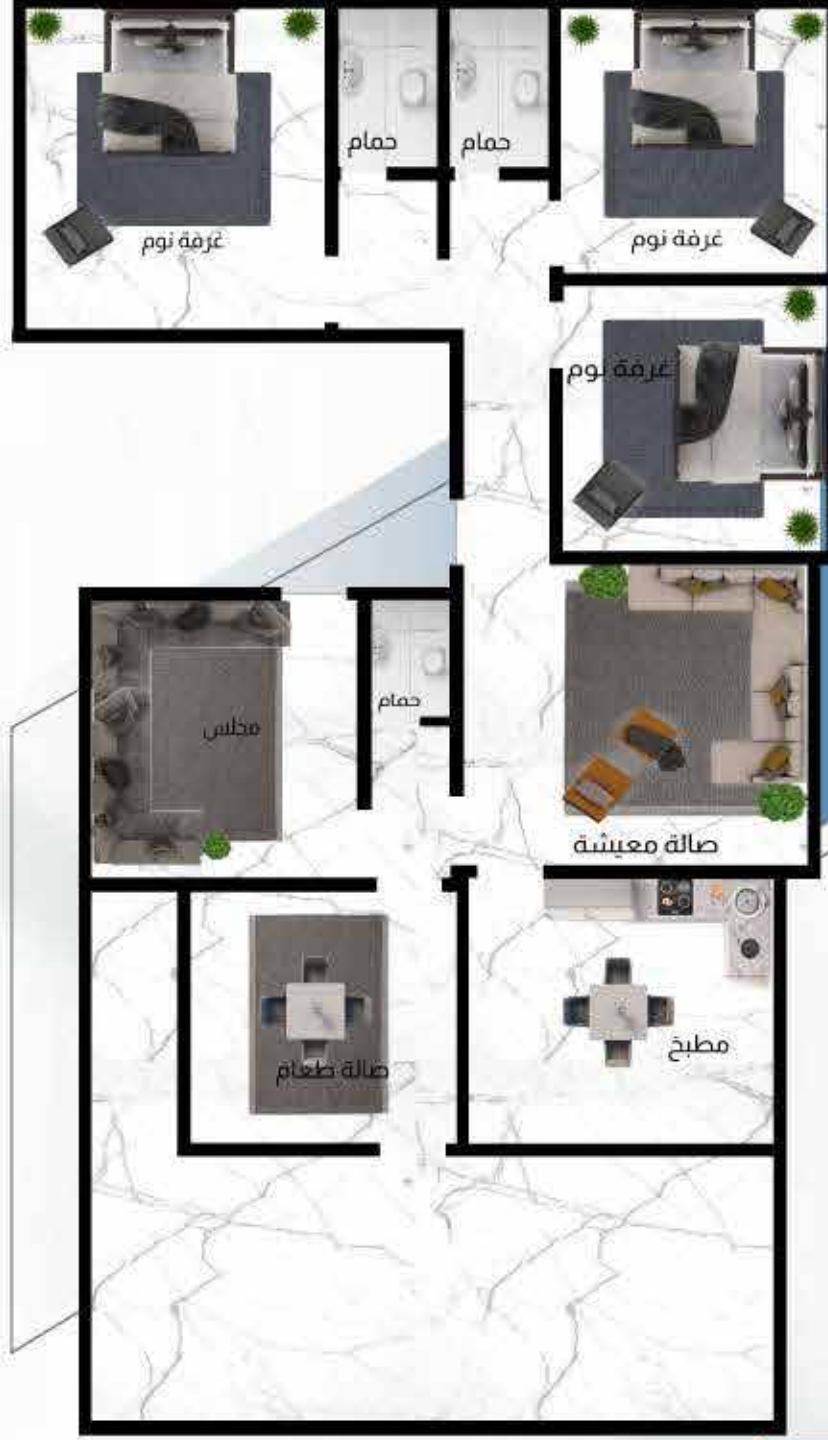 حمام
حمام
غرفة نوم
غرفة نوم
غرفة نوم
حمام
مجلس
صالة معيشة
مطبخ
صالة طعام